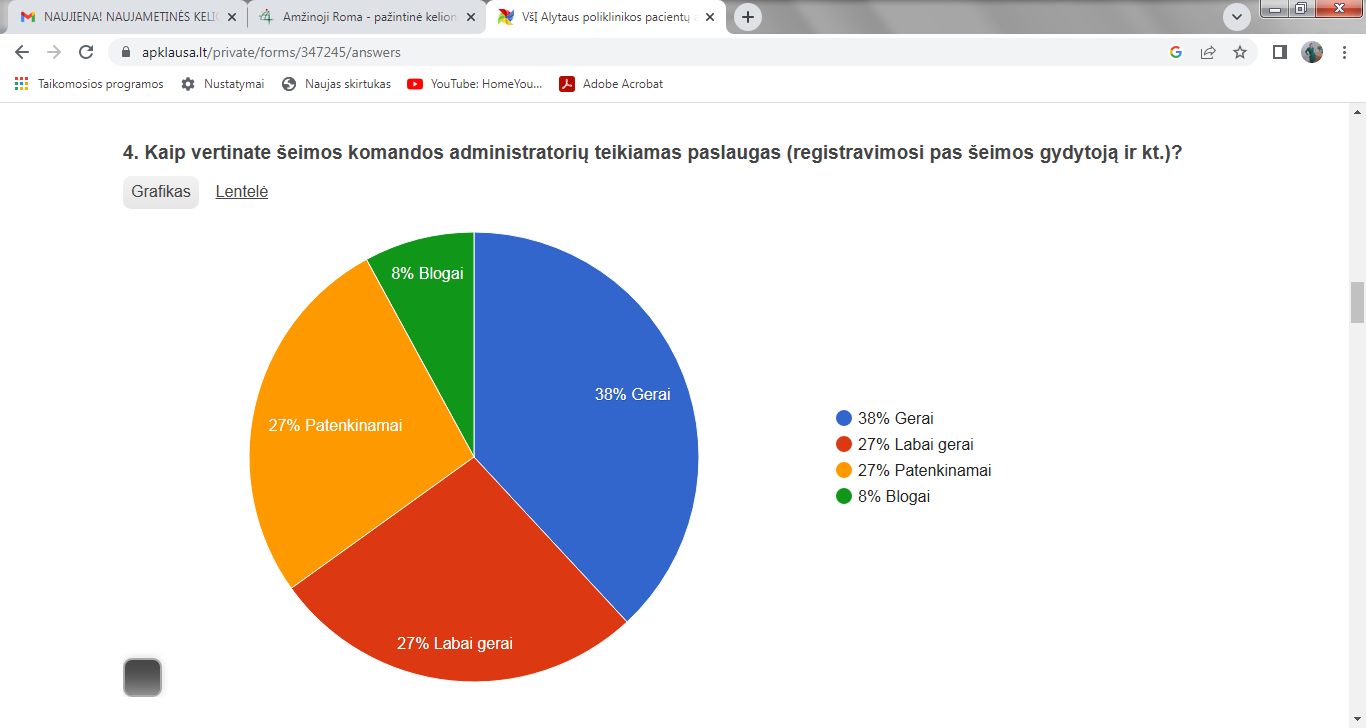 NAUJIENA! NAUJAMETINĖS KELIO
Amžinoji Roma - pažintinė kelion
VšĮ Alytaus poliklinikos pacientų a
apklausa.lt/private/forms/347245/answers
Taikomosios programos
Nustatymai
Naujas skirtukas
YouTube: HomeYou...
Adobe Acrobat
4. Kaip vertinate šeimos komandos administratorių teikiamas paslaugas (registravimosi pas šeimos gydytoją ir kt.)?
Grafikas Lentelė
8% Blogai
38% Gerai
27% Patenkinamai
27% Labai gerai
38% Gerai
27% Labai gerai
27% Patenkinamai
8% Blogai